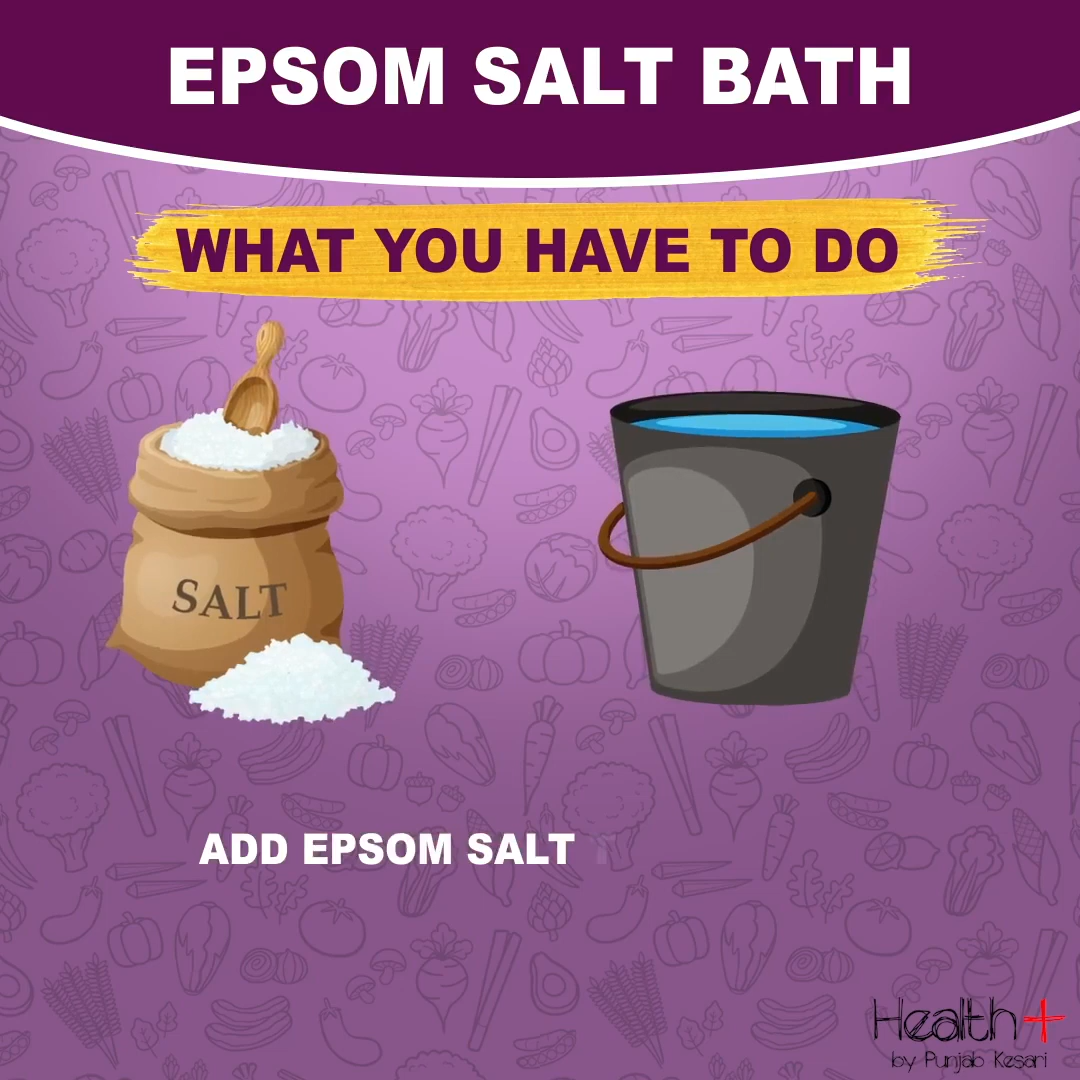 EPSOM SALT BATH
WHAT YOU HAVE TO DO
SALT
ADD EPSOM SALT
Health+
by Punjab Kesari